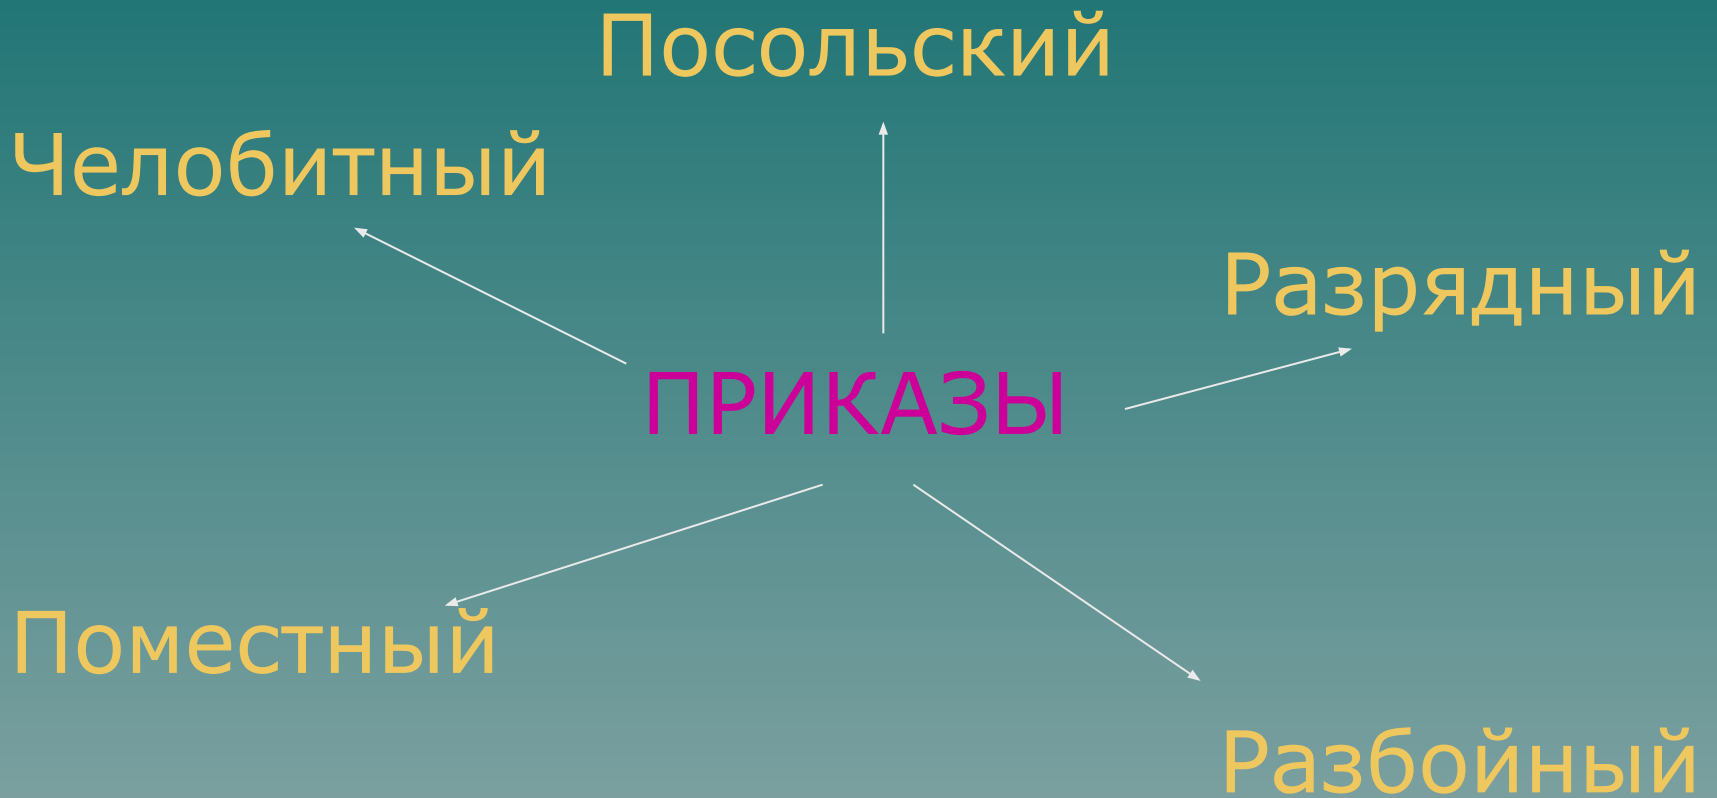 Посольский
Челобитный
Разрядный
ПРИКАЗЫ
Поместный
Разбойный